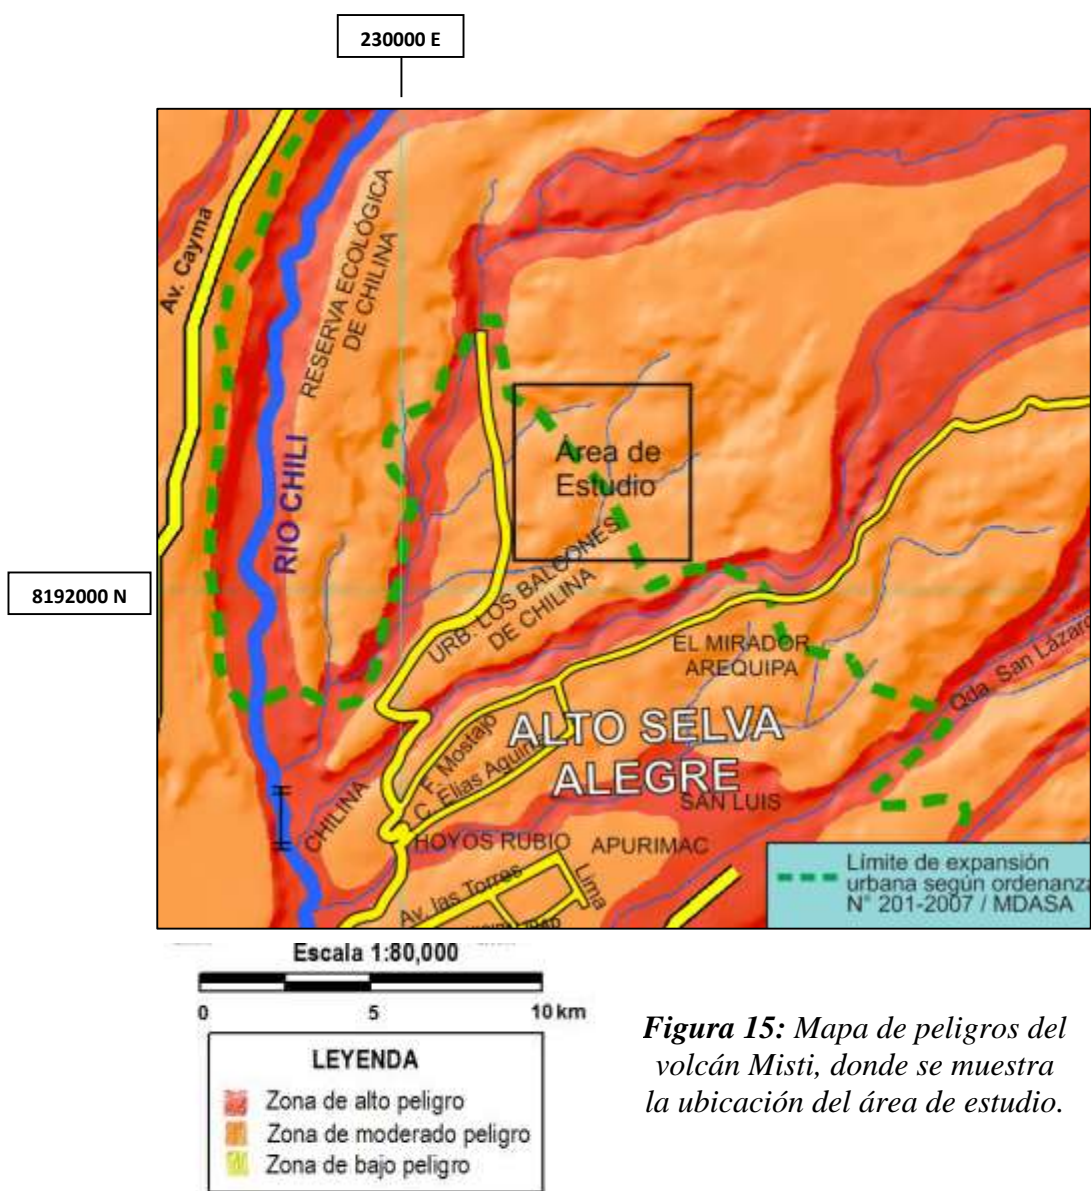 230000 E
Av. Cayma
RESERVA ECOLÓGICA
DE CHILINA
RIO CHILI
Área de
Estudio
8192000 N
URB. LOS BALCONES
DE CHILINA
EL MIRADOR
AREQUIPA
Qda. San Lázaro
ALTO SELVA
ALEGRE
F. Mostajo
C. Elias Aguirre
SAN LUIS
CHILINA
HOYOS RUBIO
APURIMAC
Av. las Torres
Lima
Límite de expansión
urbana según ordenanza
N° 201-2007 / MDASA
Escala 1:80,000
0 5 10 km
LEYENDA
Zona de alto peligro
Zona de moderado peligro
Zona de bajo peligro
Figura 15: Mapa de peligros del
volcán Misti, donde se muestra
la ubicación del área de estudio.